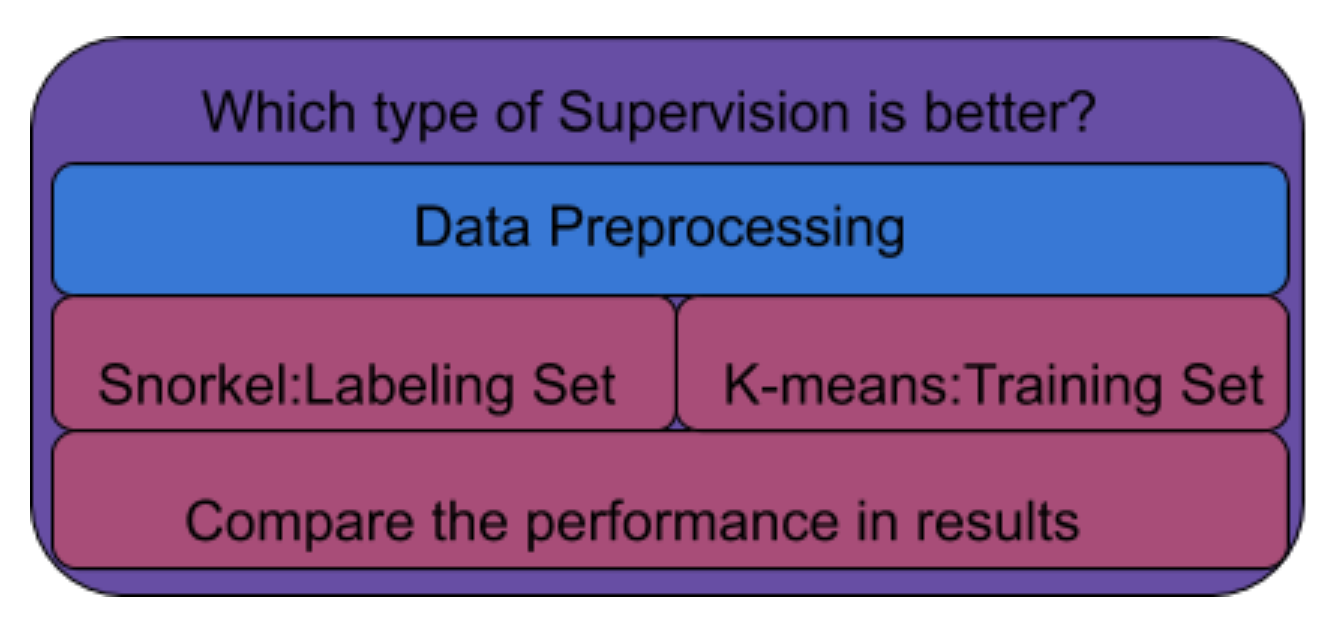 Which type of Supervision is better?
Data Preprocessing
Snorkel:Labeling Set
K-means:Training Set
Compare the performance in results